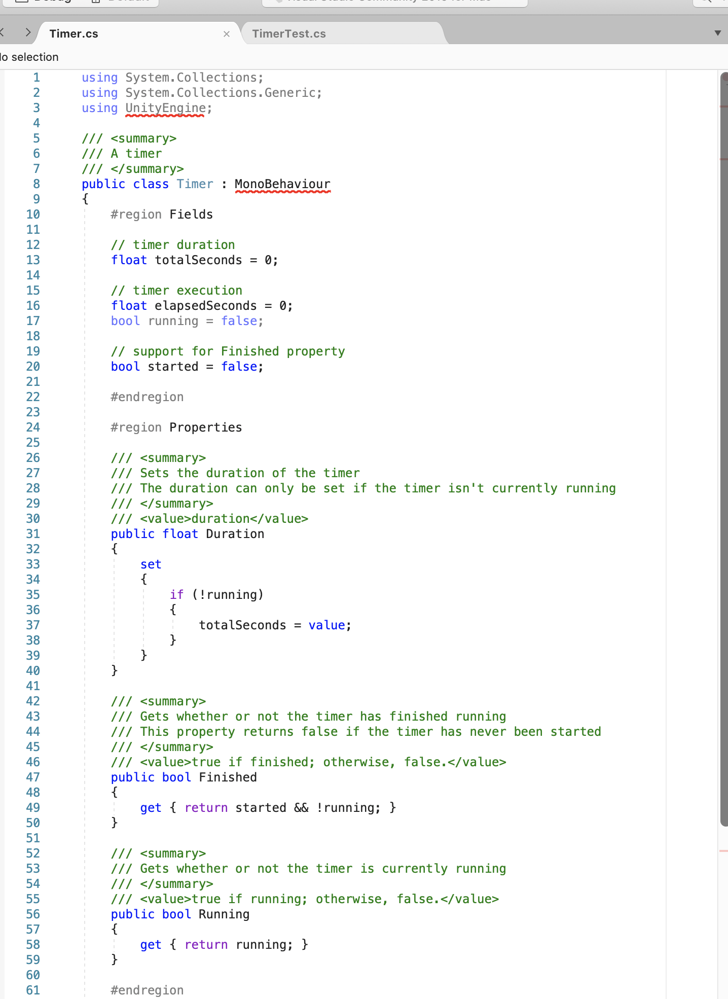 Timer.cs
TimerTest.cs
o selection
1 using System.Collections;
2 using System.Collections.Generic;
3 using UnityEngine;
4
5 /// <summary>
6 /// A timer
7 /// </summary>
8 public class Timer : MonoBehaviour
9 {
10 #region Fields
11
12 // timer duration
13 float totalSeconds = 0;
14
15 // timer execution
16 float elapsedSeconds = 0;
17 bool running = false;
18
19 // support for Finished property
20 bool started = false;
21
22 #endregion
23
24 #region Properties
25
26 /// <summary>
27 /// Sets the duration of the timer
28 /// The duration can only be set if the timer isn't currently running
29 /// </summary>
30 /// <value>duration</value>
31 public float Duration
32 {
33 set
34 {
35 if (!running)
36 {
37 totalSeconds = value;
38 }
39 }
40 }
41
42 /// <summary>
43 /// Gets whether or not the timer has finished running
44 /// This property returns false if the timer has never been started
45 /// </summary>
46 /// <value>true if finished; otherwise, false.</value>
47 public bool Finished
48 {
49 get { return started && !running; }
50 }
51
52 /// <summary>
53 /// Gets whether or not the timer is currently running
54 /// </summary>
55 /// <value>true if running; otherwise, false.</value>
56 public bool Running
57 {
58 get { return running; }
59 }
60
61 #endregion